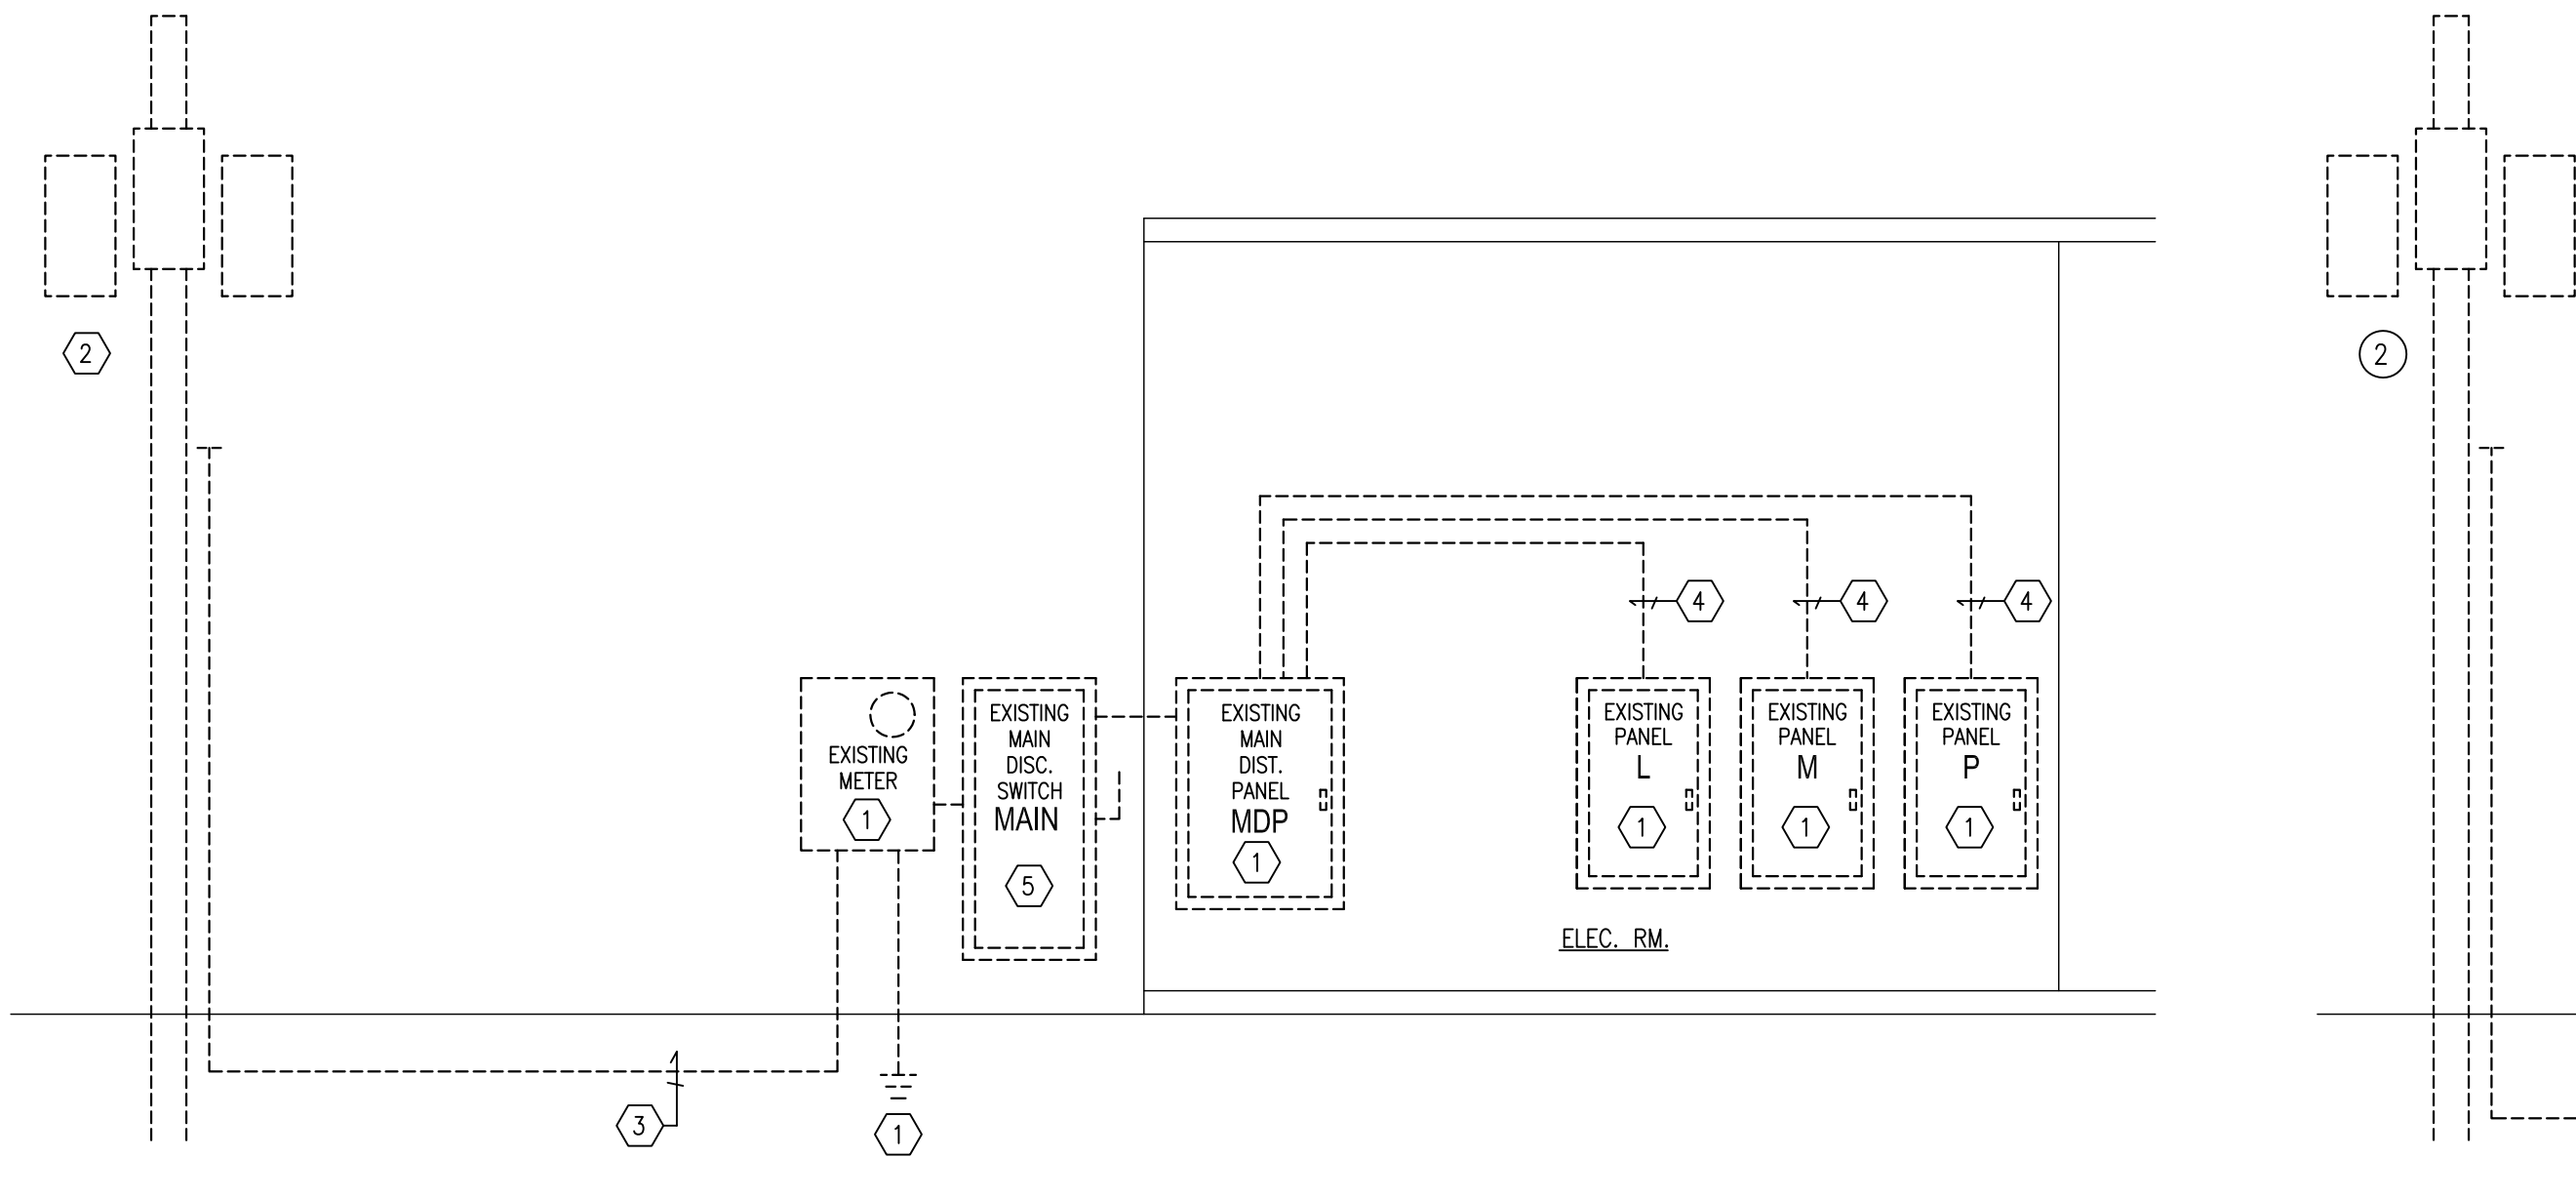 2
2
4
4
4
EXISTING
METER
1
EXISTING
MAIN
DISC.
SWITCH
MAIN
5
EXISTING
MAIN
DIST.
PANEL
MDP
1
EXISTING
PANEL
L
1
EXISTING
PANEL
M
1
EXISTING
PANEL
P
1
ELEC. RM.
3
1